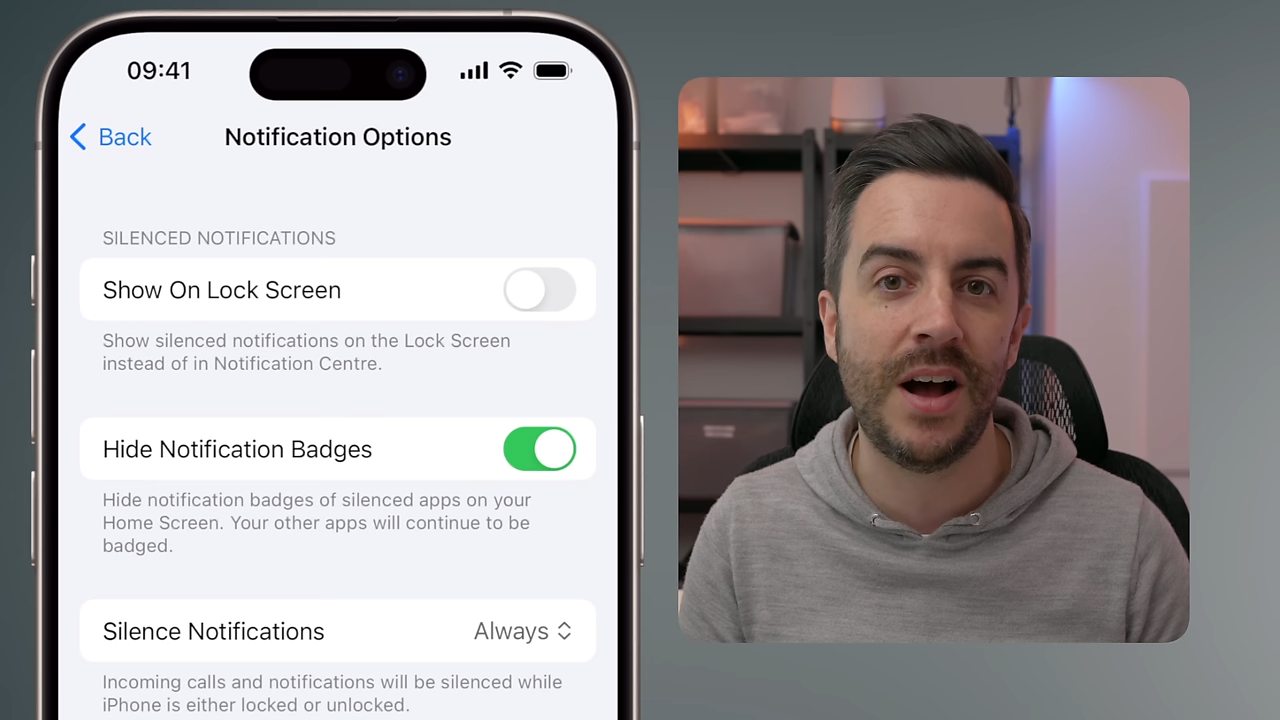 09:41
Back
Notification Options
SILENCED NOTIFICATIONS
Show On Lock Screen
Show silenced notifications on the Lock Screen
instead of in Notification Centre.
Hide Notification Badges
Hide notification badges of silenced apps on your
Home Screen. Your other apps will continue to be
badged.
Silence Notifications
Always
Incoming calls and notifications will be silenced while
iPhone is either locked or unlocked.